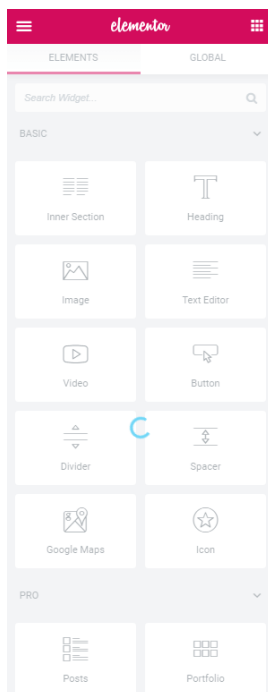 elementor
ELEMENTS GLOBAL
Search Widget...
BASIC
Inner Section Heading
Image Text Editor
Video Button
Divider Spacer
Google Maps Icon
PRO
Posts Portfolio